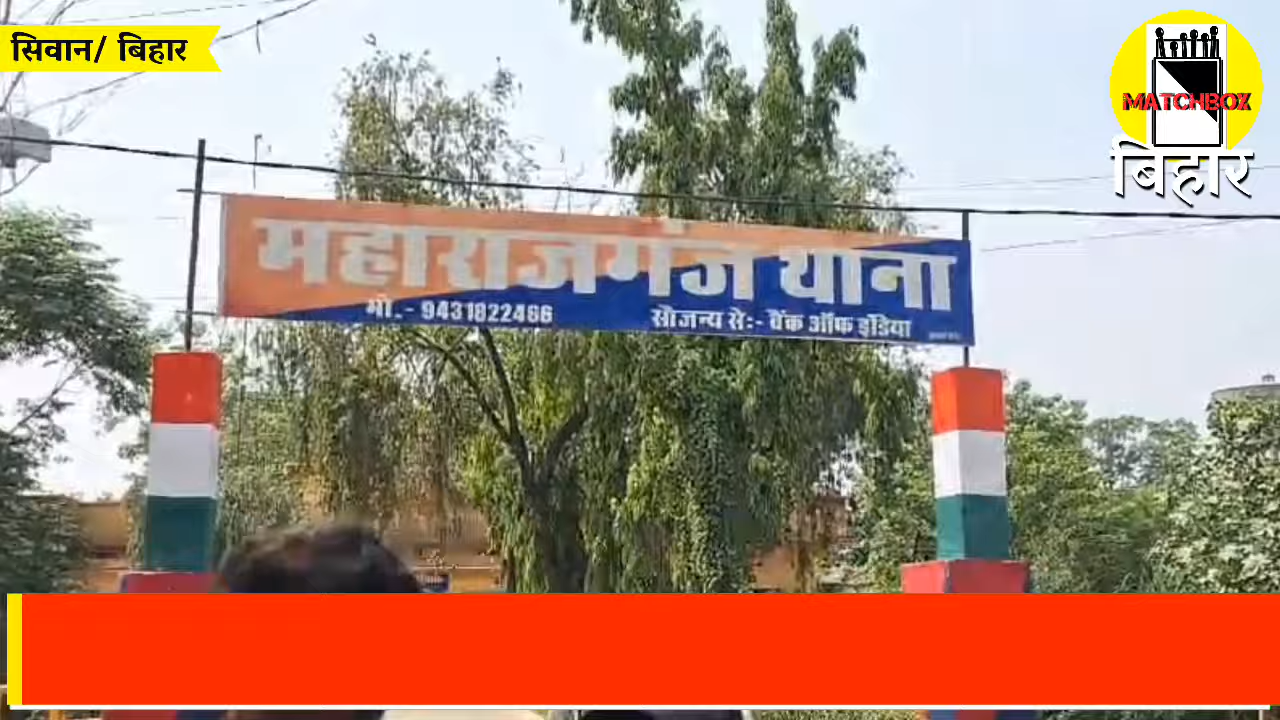 सिवान/ बिहार
MATCHBOX
बिहार
महाराजगंज थाना
मो.- 9431822466
सौजन्य से:- बैंक ऑफ इंडिया